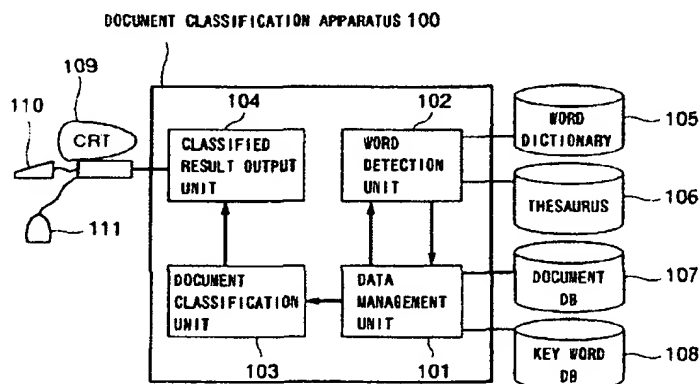 DOCUMENT CLASSIFICATION APPARATUS 100
109
110
CRT
111
104
CLASSIFIED
RESULT OUTPUT
UNIT
102
WORD
DETECTION
UNIT
DOCUMENT
CLASSIFICATION
UNIT
103
DATA
MANAGEMENT
UNIT
101
WORD
DICTIONARY
105
THESAURUS
106
DOCUMENT
DB
107
KEY WORD
DB
108